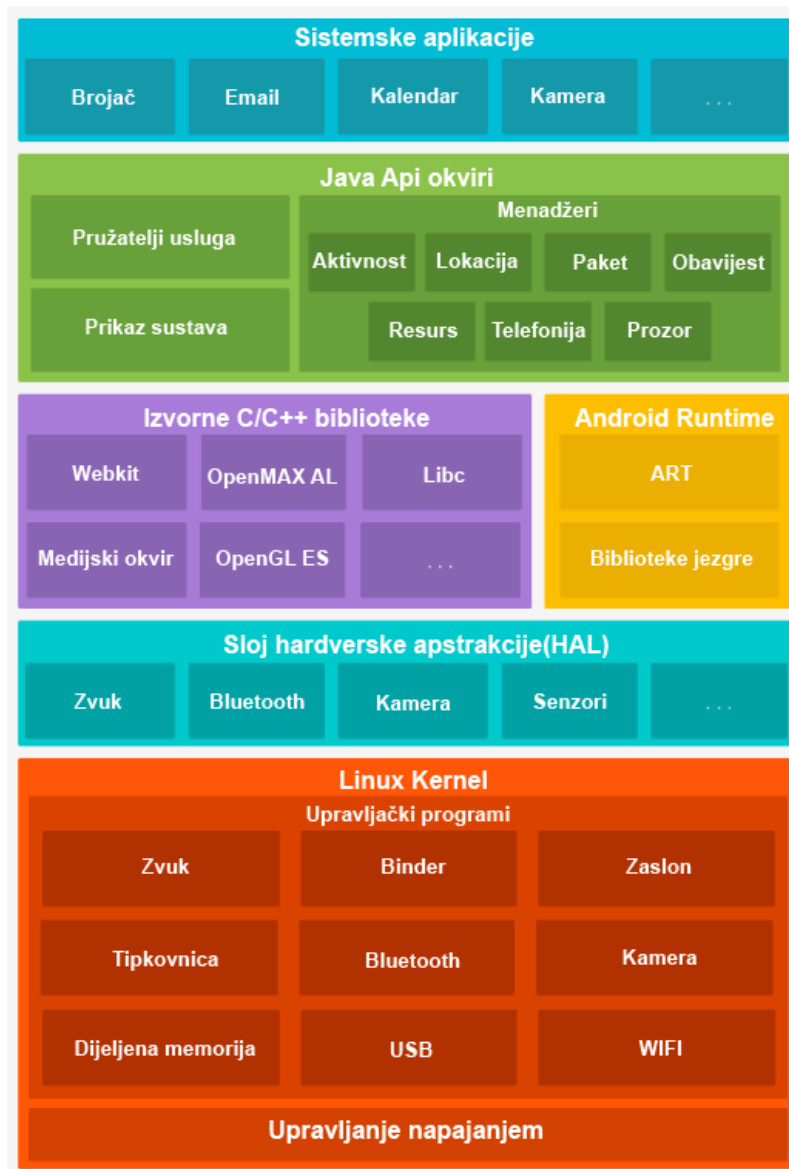 Sistemske aplikacije
Brojač
Email
Kalendar
Kamera
. . .
Java Api okviri
Pružatelji usluga
Prikaz sustava
Menadžeri
Aktivnost
Lokacija
Paket
Obavijest
Resurs
Telefonija
Prozor
Izvorne C/C++ biblioteke
Webkit
OpenMAX AL
Libc
Medijski okvir
OpenGL ES
. . .
Android Runtime
ART
Biblioteke jezgre
Sloj hardverske apstrakcije(HAL)
Zvuk
Bluetooth
Kamera
Senzori
. . .
Linux Kernel
Upravljački programi
Zvuk
Binder
Zaslon
Tipkovnica
Bluetooth
Kamera
Dijeljena memorija
USB
WIFI
Upravljanje napajanjem